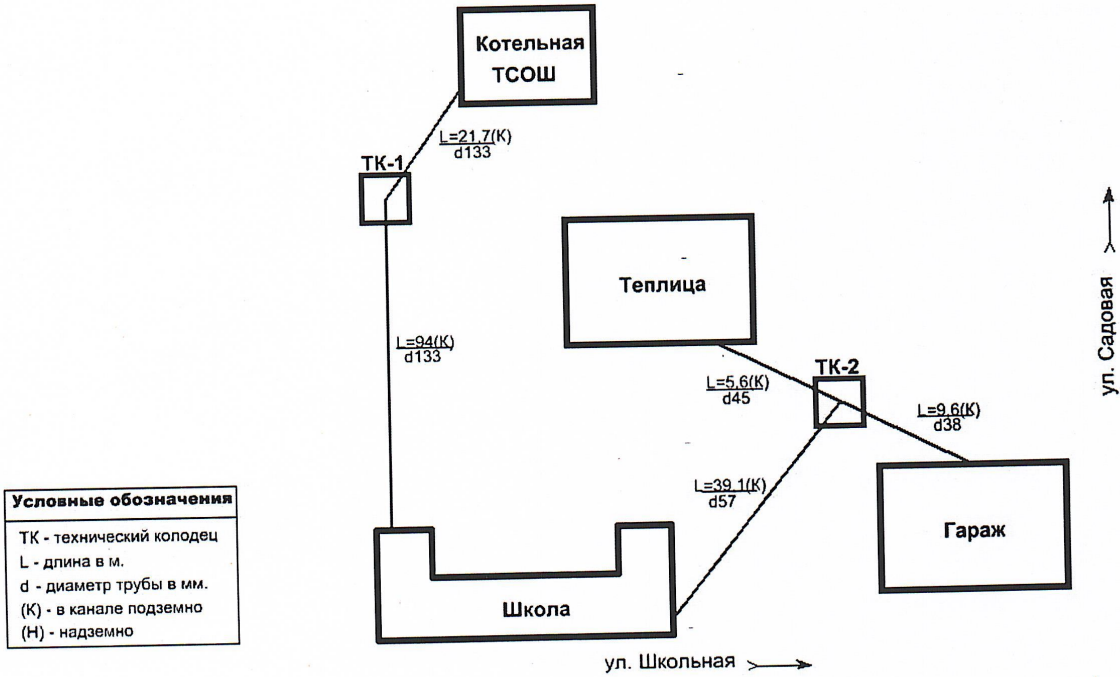 Котельная
ТСОШ
L=21,7(К)
d133
ТК-1
Теплица
ул. Садовая
L=94(К)
d133
ТК-2
L=5,6(К)
d45
L=9,6(К)
d38
L=39,1(К)
d57
Гараж
Условные обозначения
ТК - технический колодец
L - длина в м.
d - диаметр трубы в мм.
(К) - в канале подземно
(Н) - надземно
Школа
ул. Школьная